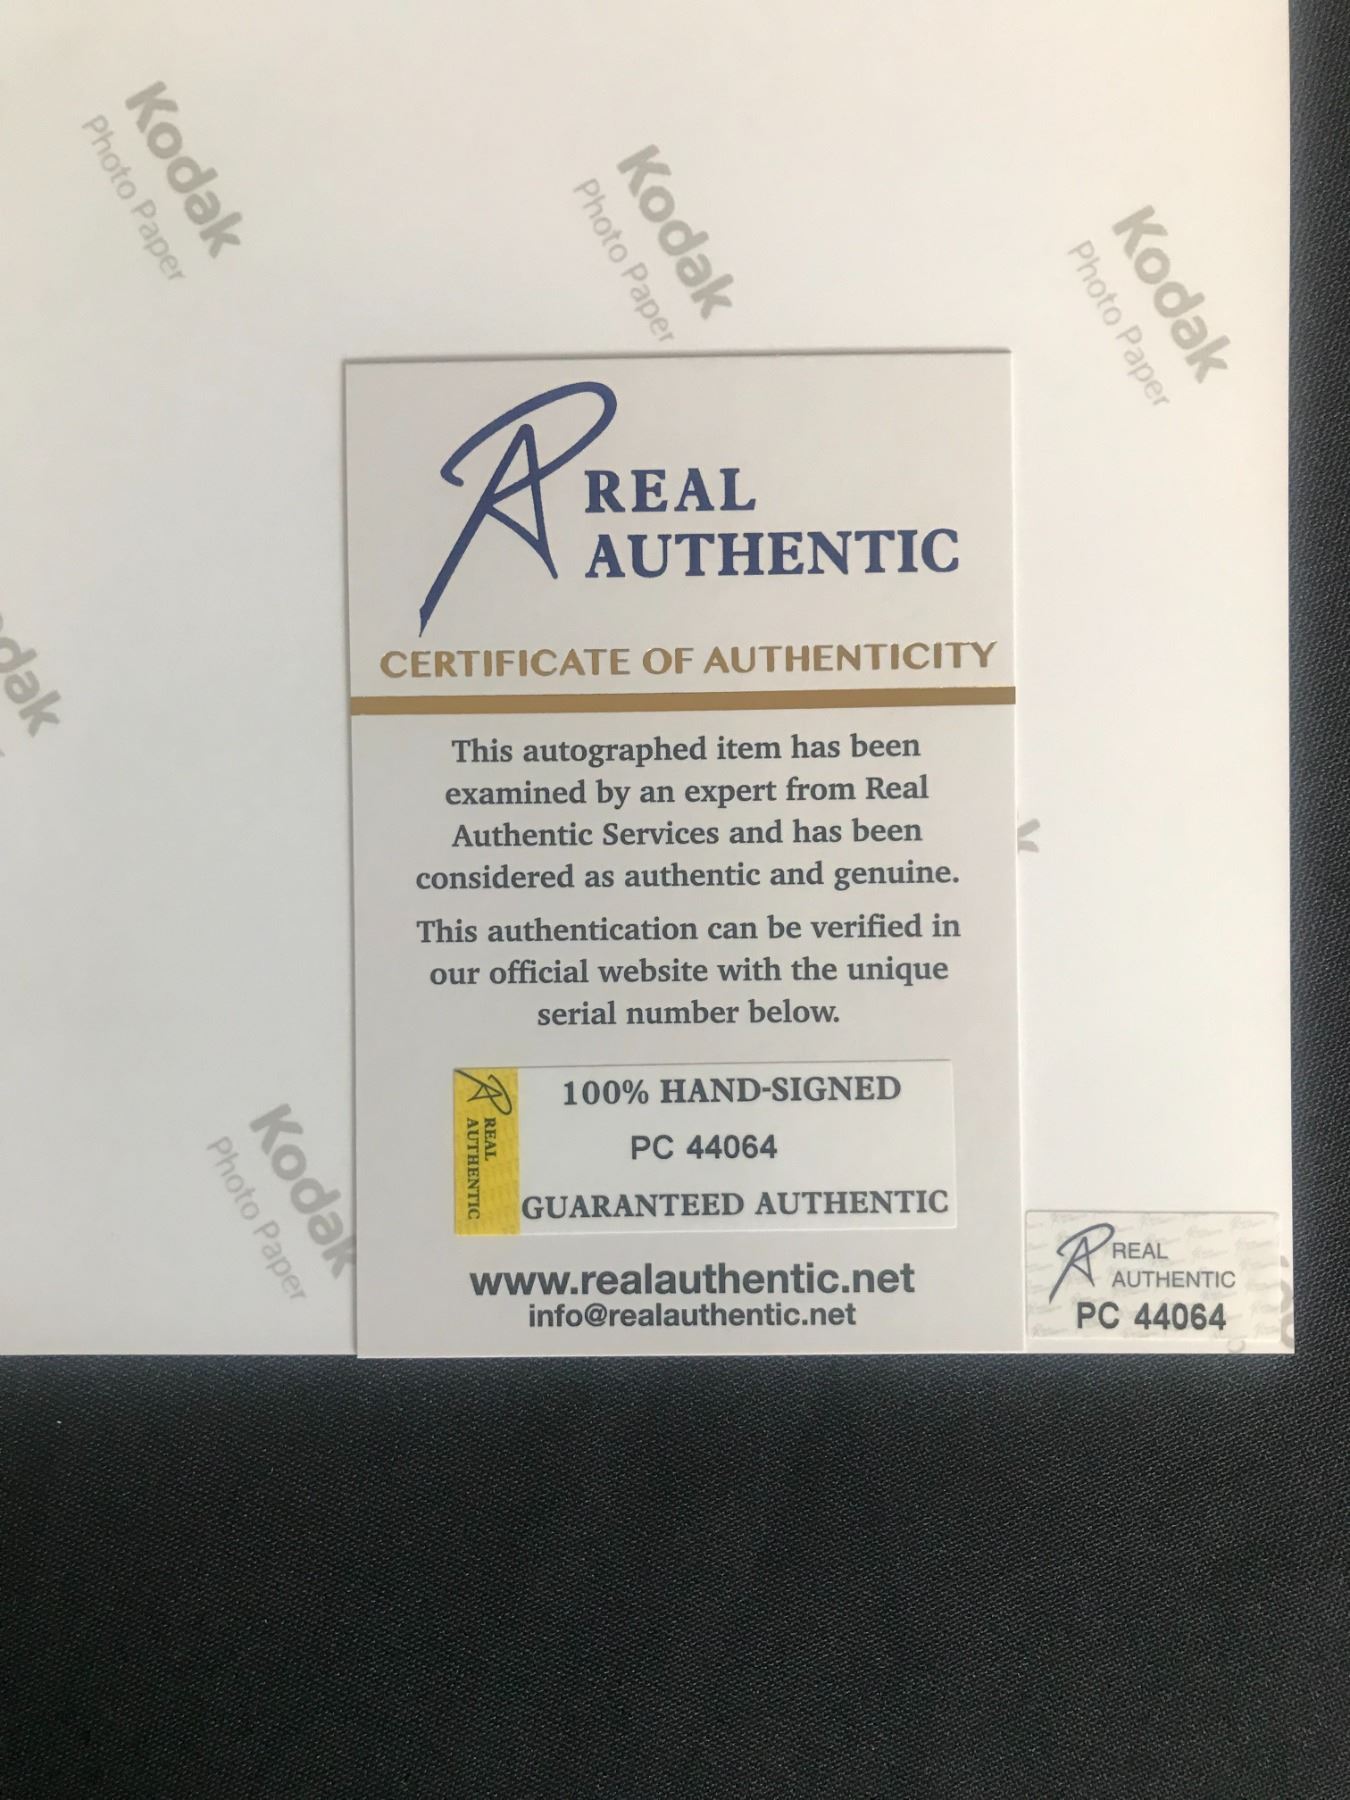 Kodak
Photo Paper
Kodak
Photo Paper
Kodak
Photo Paper
REAL
AUTHENTIC
CERTIFICATE OF AUTHENTICITY
This autographed item has been
examined by an expert from Real
Authentic Services and has been
considered as authentic and genuine.
This authentication can be verified in
our official website with the unique
serial number below.
REAL
AUTHENTIC
100% HAND-SIGNED
PC 44064
GUARANTEED AUTHENTIC
www.realauthentic.net
info@realauthentic.net
Kodak
Photo Paper
REAL
AUTHENTIC
PC 44064